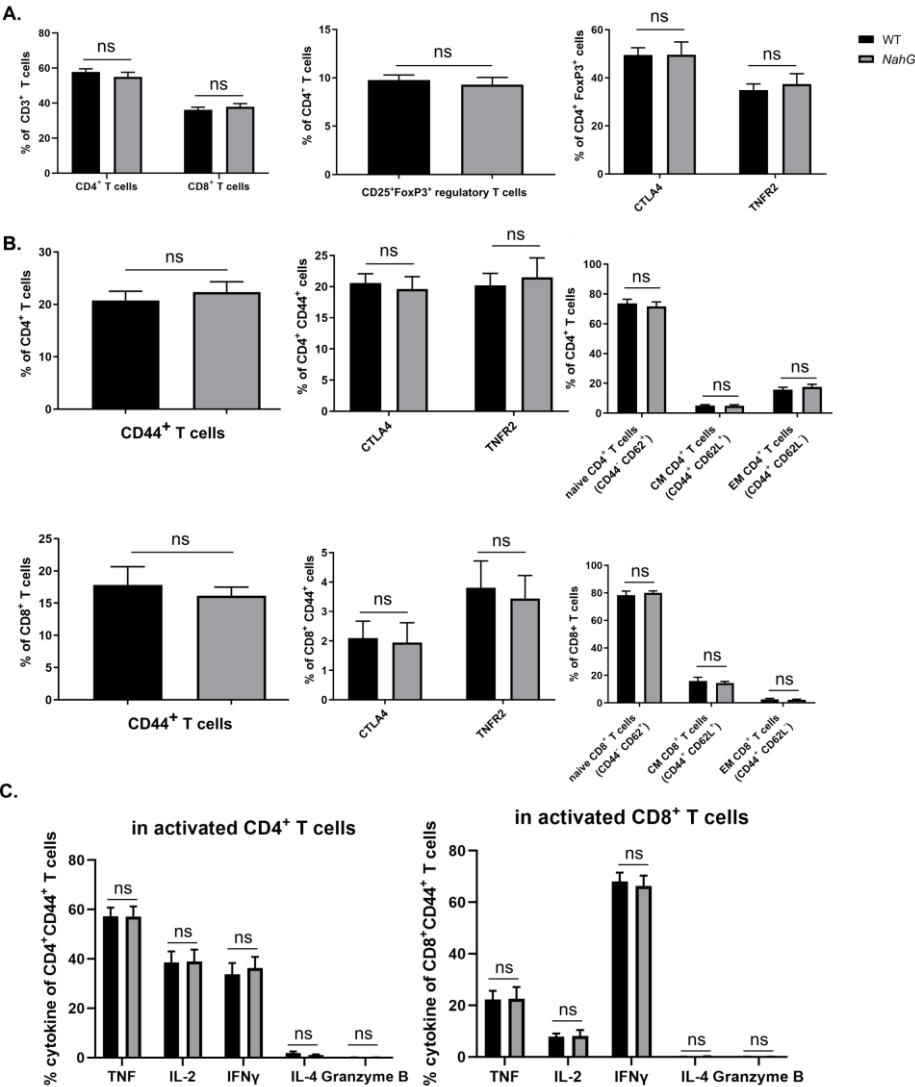 A.
% of CD3⁺ T cells
80
60
40
20
0
ns
ns
CD4⁺ T cells
CD8⁺ T cells
% of CD4⁺ T cells
15
10
5
0
ns
CD25⁺FoxP3⁺ regulatory T cells
% of CD4⁺ FoxP3⁺ cells
60
40
20
0
ns
ns
CTLA4
TNFR2
WT
NahG
B.
% of CD4⁺ T cells
30
20
10
0
ns
CD44⁺ T cells
% of CD4⁺ CD44⁺ cells
25
20
15
10
5
0
ns
ns
CTLA4
TNFR2
% of CD4⁺ T cells
100
80
60
40
20
0
ns
ns
ns
naive CD4⁺ T cells
(CD44⁻ CD62⁺)
CM CD4⁺ T cells
(CD44⁺ CD62L⁺)
EM CD4⁺ T cells
(CD44⁺ CD62L⁻)
% of CD8⁺ T cells
25
20
15
10
5
0
ns
CD44⁺ T cells
% of CD8⁺ CD44⁺ cells
5
4
3
2
1
0
ns
ns
CTLA4
TNFR2
% of CD8+ T cells
100
80
60
40
20
0
ns
ns
ns
naive CD8⁺ T cells
(CD44⁻ CD62⁺)
CM CD8⁺ T cells
(CD44⁺ CD62L⁺)
EM CD8⁺ T cells
(CD44⁺ CD62L⁻)
C.
in activated CD4⁺ T cells
% cytokine of CD4⁺CD44⁺ T cells
80
60
40
20
0
ns
ns
ns
ns
ns
TNF
IL-2
IFNγ
IL-4
Granzyme B
in activated CD8⁺ T cells
% cytokine of CD8⁺CD44⁺ T cells
80
60
40
20
0
ns
ns
ns
ns
ns
TNF
IL-2
IFNγ
IL-4
Granzyme B